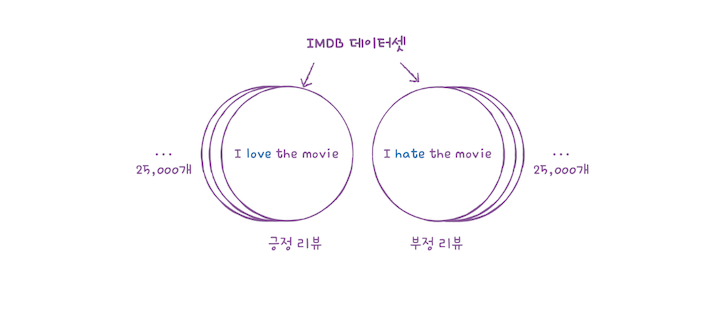 IMDB 데이터셋
I love the movie
I hate the movie
...
25,000개
...
25,000개
긍정 리뷰
부정 리뷰